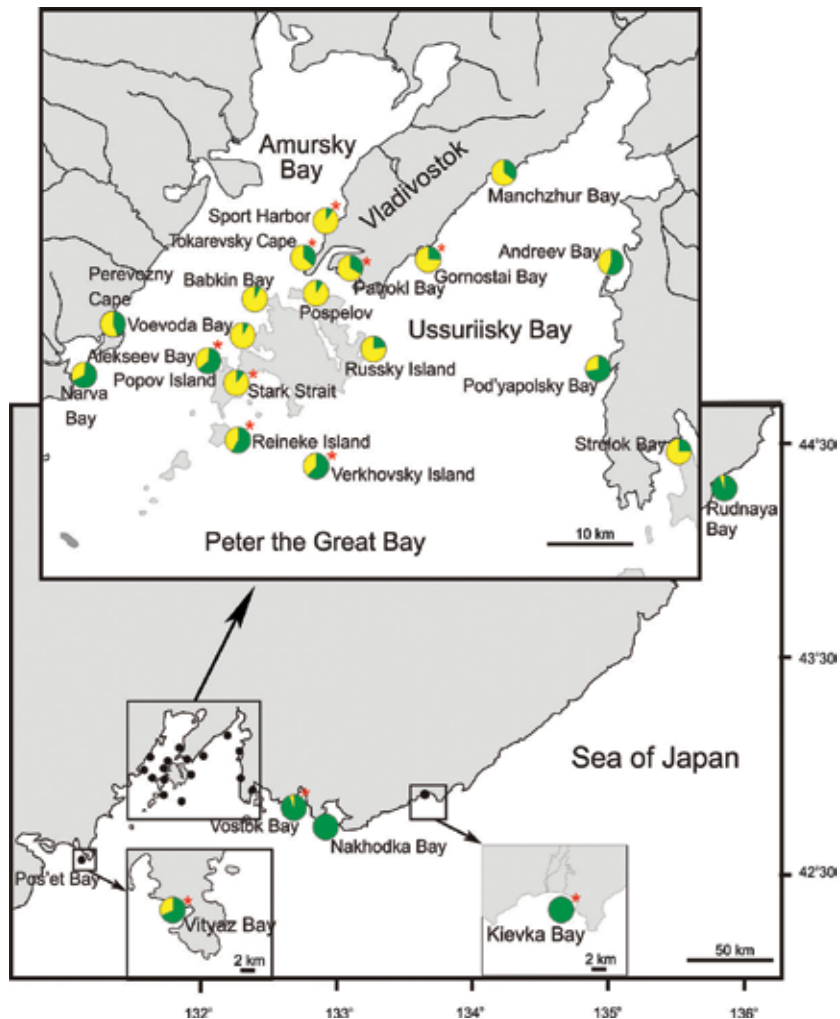 Amursky
Bay
Vladivostok
Sport Harbor
*
Manchzhur Bay
Tokarevsky Cape
*
*
*
Andreev Bay
Perevozny
Cape
Babkin Bay
Patrokl Bay
Gornostai Bay
Pospelov
Voevoda Bay
Ussuriisky Bay
Alekseev Bay
*
Russky Island
Popov Island
Narva
Bay
Stark Strait
*
Pod'yapolsky Bay
Reineke Island
*
Verkhovsky Island
*
Strelok Bay
Rudnaya
Bay
Peter the Great Bay
10 km
44°30
43°30
42°30
Sea of Japan
Vostok Bay
*
Nakhodka Bay
Pos'et Bay
Vityaz Bay
*
2 km
Kievka Bay
*
2 km
50 km
132°
133°
134°
135°
136°